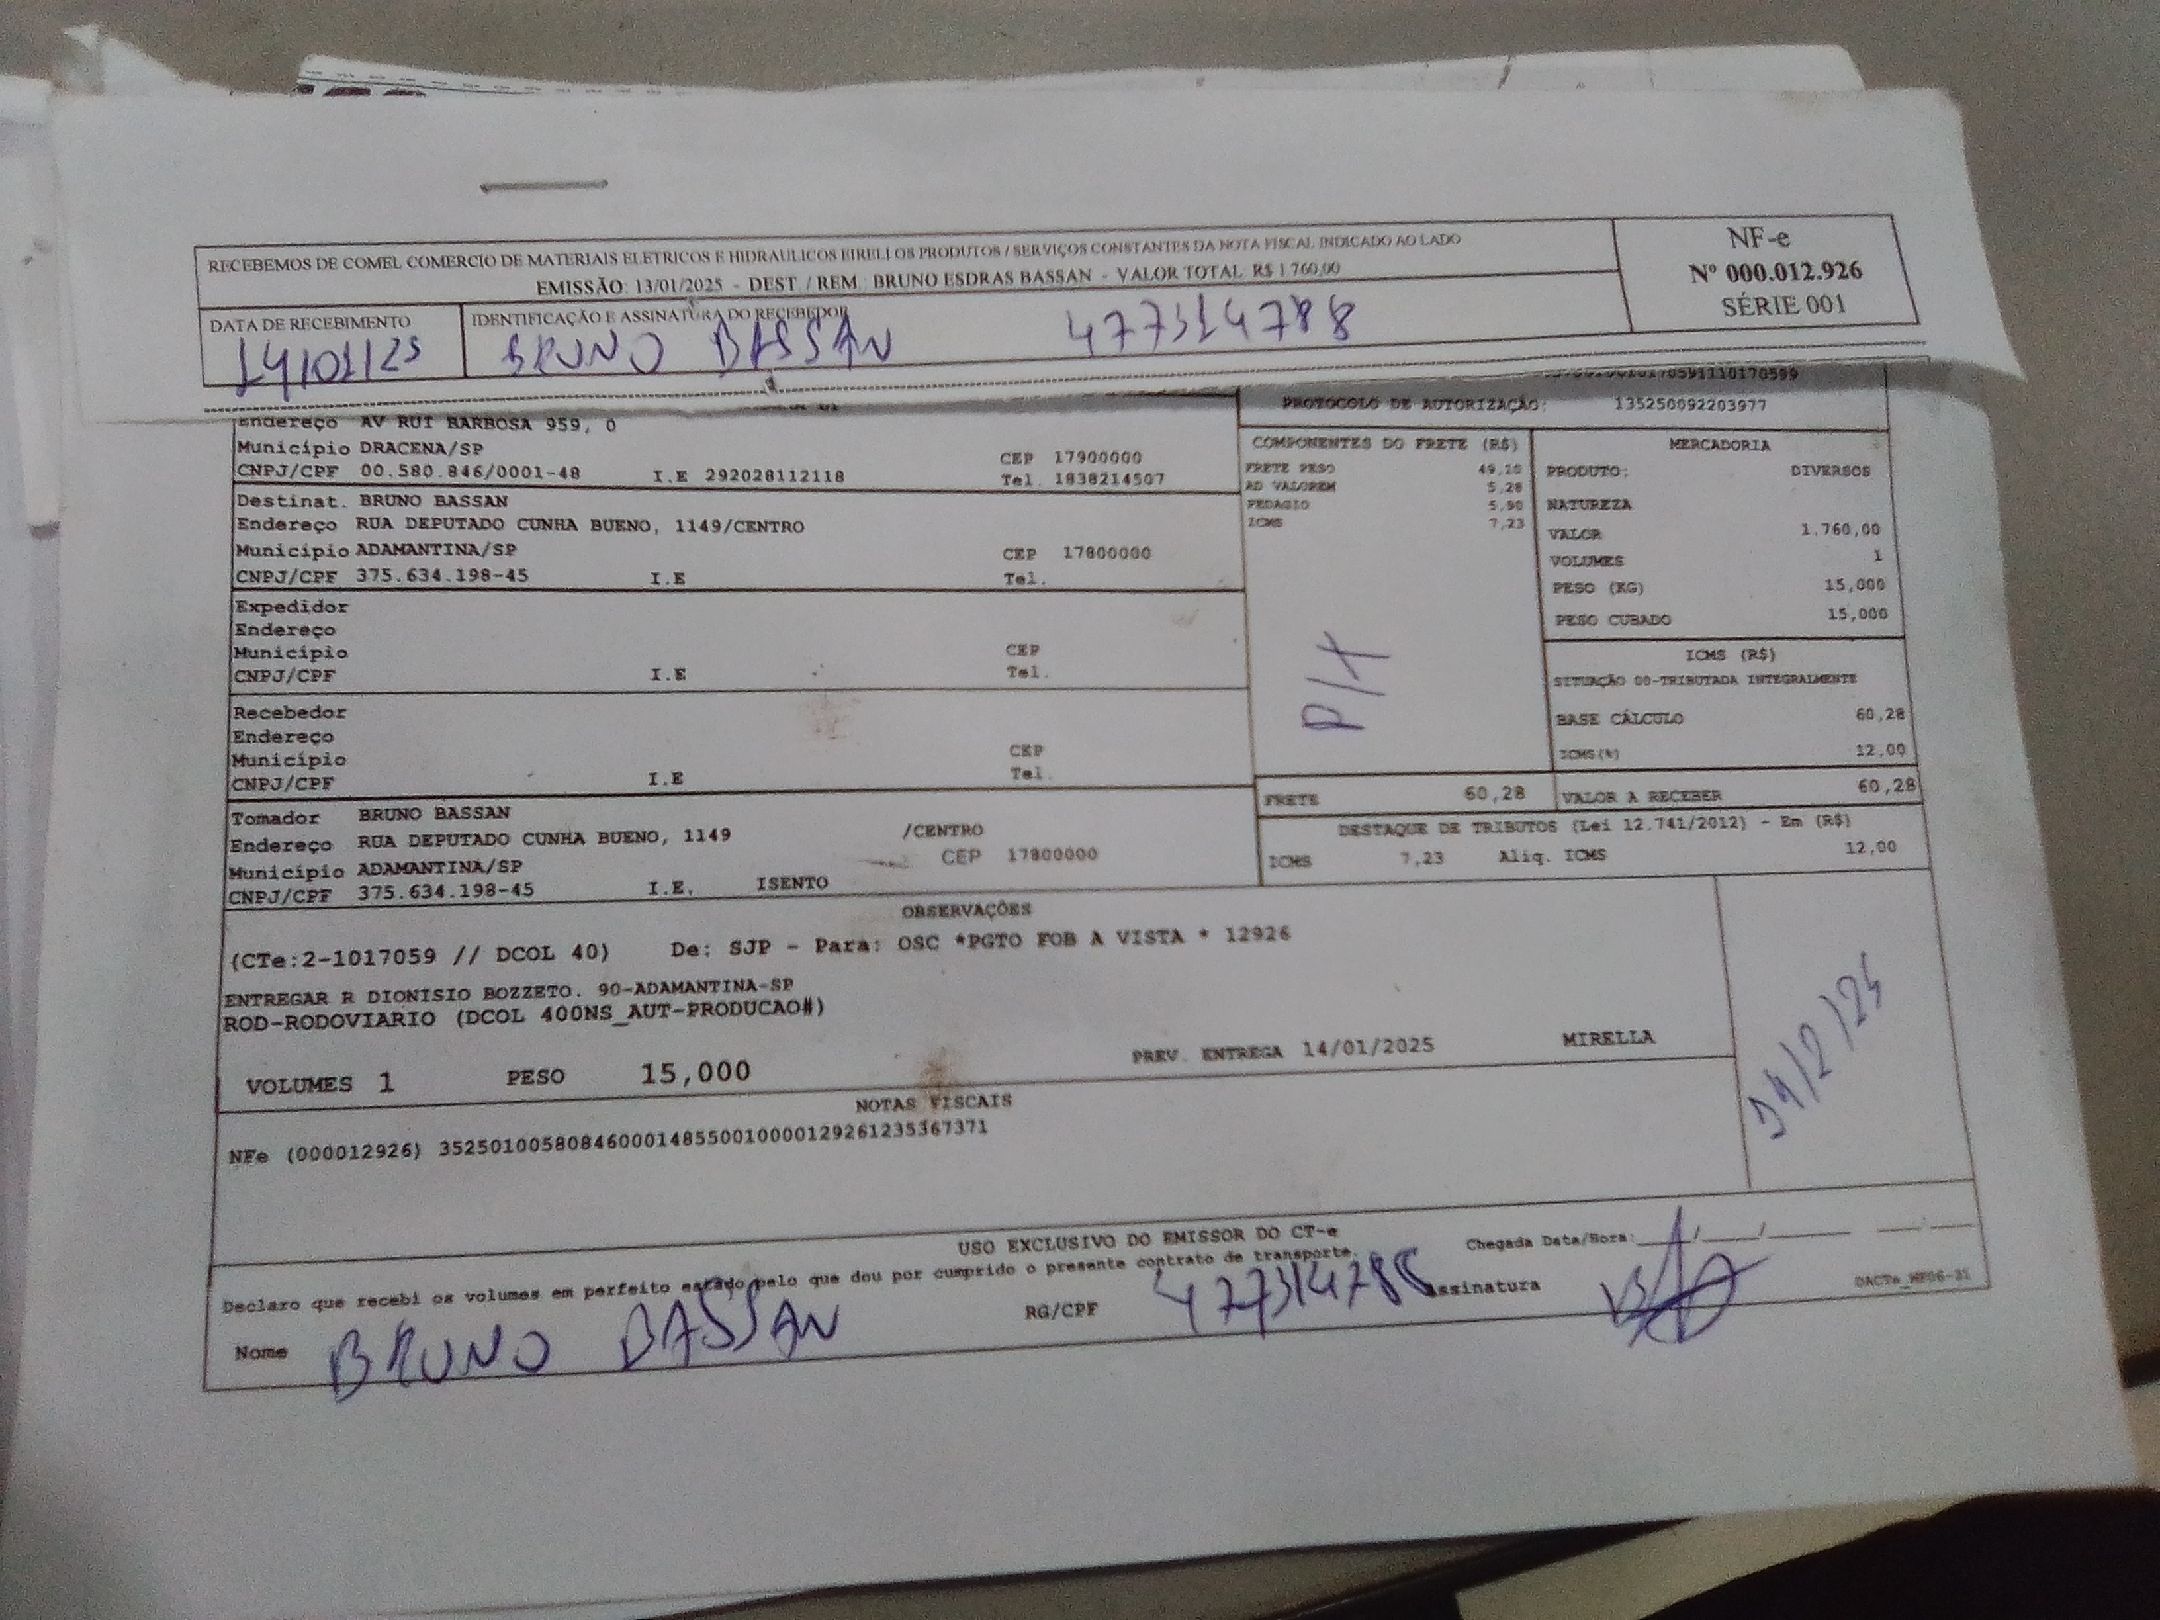 RECEBEMOS DE COMEL COMERCIO DE MATERIAIS ELETRICOS E HIDRAULICOS EIRELI OS PRODUTOS / SERVIÇOS CONSTANTES DA NOTA FISCAL INDICADO AO LADO
EMISSÃO: 13/01/2025 - DEST. / REM.: BRUNO ESDRAS BASSAN - VALOR TOTAL: R$ 1.760,00
NF-e
Nº 000.012.926
SÉRIE 001
DATA DE RECEBIMENTO
14/01/25
IDENTIFICAÇÃO E ASSINATURA DO RECEBEDOR
BRUNO BASSAN 477314788
Endereço AV RUI BARBOSA 959, 0
Município DRACENA/SP CEP 17900000
CNPJ/CPF 00.580.846/0001-48 I.E 292028112118 Tel. 1838214507
Destinat. BRUNO BASSAN
Endereço RUA DEPUTADO CUNHA BUENO, 1149/CENTRO
Município ADAMANTINA/SP CEP 17800000
CNPJ/CPF 375.634.198-45 I.E Tel.
Expedidor
Endereço
Município CEP
CNPJ/CPF I.E Tel.
Recebedor
Endereço
Município CEP
CNPJ/CPF I.E Tel.
Tomador BRUNO BASSAN
Endereço RUA DEPUTADO CUNHA BUENO, 1149 /CENTRO
Município ADAMANTINA/SP CEP 17800000
CNPJ/CPF 375.634.198-45 I.E. ISENTO
PROTOCOLO DE AUTORIZAÇÃO: 135250092203977
COMPONENTES DO FRETE (R$)
FRETE PESO
AD VALOREM 5,28
PEDAGIO 5,90
ICMS 7,23
PIX
FRETE 60,28
MERCADORIA
PRODUTO: DIVERSOS
NATUREZA
VALOR 1.760,00
VOLUMES 1
PESO (KG) 15,000
PESO CUBADO 15,000
ICMS (R$)
SITUAÇÃO 00-TRIBUTADA INTEGRALMENTE
BASE CÁLCULO 60,28
ICMS(%) 12,00
VALOR A RECEBER 60,28
DESTAQUE DE TRIBUTOS (Lei 12.741/2012) - Em (R$)
ICMS 7,23 Aliq. ICMS 12,00
OBSERVAÇÕES
(CTe:2-1017059 // DCOL 40) De: SJP - Para: OSC *PGTO FOB A VISTA * 12926
ENTREGAR R DIONISIO BOZZETO. 90-ADAMANTINA-SP
ROD-RODOVIARIO (DCOL 400NS_AUT-PRODUCAO#)
VOLUMES 1 PESO 15,000 PREV. ENTREGA 14/01/2025 MIRELLA
NOTAS FISCAIS
NFe (000012926) 35250100580846000148550010000129261235367371
USO EXCLUSIVO DO EMISSOR DO CT-e
Declaro que recebi os volumes em perfeito estado pelo que dou por cumprido o presente contrato de transporte.
Chegada Data/Hora:
Nome BRUNO BASSAN RG/CPF 477314788 Assinatura